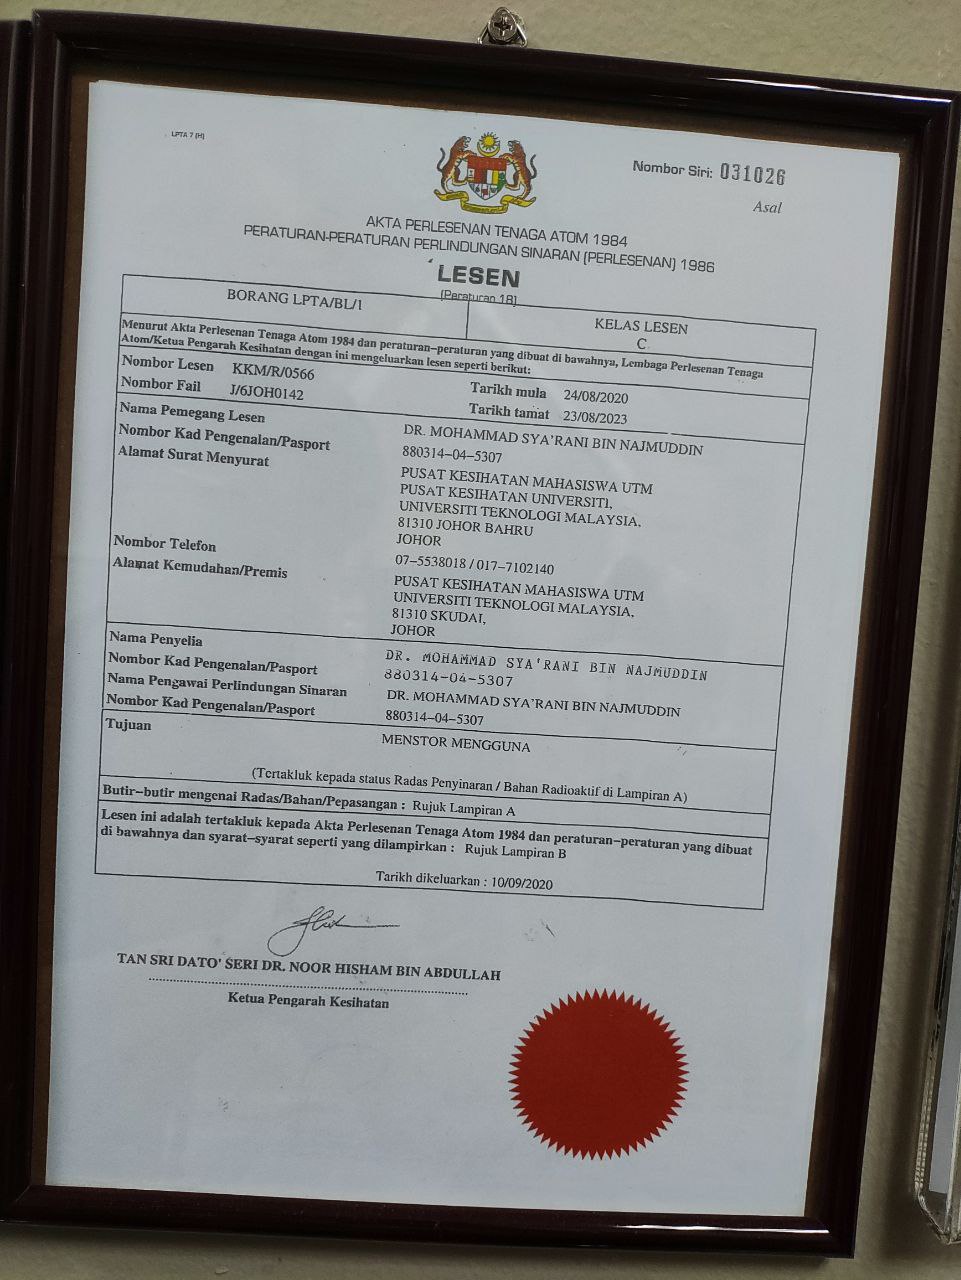 LPTA 7 (H)
Nombor Siri: 031026
Asal
AKTA PERLESENAN TENAGA ATOM 1984
PERATURAN-PERATURAN PERLINDUNGAN SINARAN (PERLESENAN) 1986
LESEN
(Peraturan 18)
BORANG LPTA/BL/1
KELAS LESEN
C
Menurut Akta Perlesenan Tenaga Atom 1984 dan peraturan-peraturan yang dibuat di bawahnya, Lembaga Perlesenan Tenaga
Atom/Ketua Pengarah Kesihatan dengan ini mengeluarkan lesen seperti berikut:
Nombor Lesen KKM/R/0566 Tarikh mula 24/08/2020
Nombor Fail J/6JOH0142 Tarikh tamat 23/08/2023
Nama Pemegang Lesen DR. MOHAMMAD SYA'RANI BIN NAJMUDDIN
Nombor Kad Pengenalan/Pasport 880314-04-5307
Alamat Surat Menyurat PUSAT KESIHATAN MAHASISWA UTM
PUSAT KESIHATAN UNIVERSITI,
UNIVERSITI TEKNOLOGI MALAYSIA,
81310 JOHOR BAHRU
JOHOR
Nombor Telefon 07-5538018 / 017-7102140
Alamat Kemudahan/Premis PUSAT KESIHATAN MAHASISWA UTM
UNIVERSITI TEKNOLOGI MALAYSIA,
81310 SKUDAI,
JOHOR
Nama Penyelia DR. MOHAMMAD SYA'RANI BIN NAJMUDDIN
Nombor Kad Pengenalan/Pasport 880314-04-5307
Nama Pengawai Perlindungan Sinaran DR. MOHAMMAD SYA'RANI BIN NAJMUDDIN
Nombor Kad Pengenalan/Pasport 880314-04-5307
Tujuan MENSTOR MENGGUNA
(Tertakluk kepada status Radas Penyinaran / Bahan Radioaktif di Lampiran A)
Butir-butir mengenai Radas/Bahan/Pepasangan : Rujuk Lampiran A
Lesen ini adalah tertakluk kepada Akta Perlesenan Tenaga Atom 1984 dan peraturan-peraturan yang dibuat
di bawahnya dan syarat-syarat seperti yang dilampirkan : Rujuk Lampiran B
Tarikh dikeluarkan : 10/09/2020
TAN SRI DATO' SERI DR. NOOR HISHAM BIN ABDULLAH
Ketua Pengarah Kesihatan